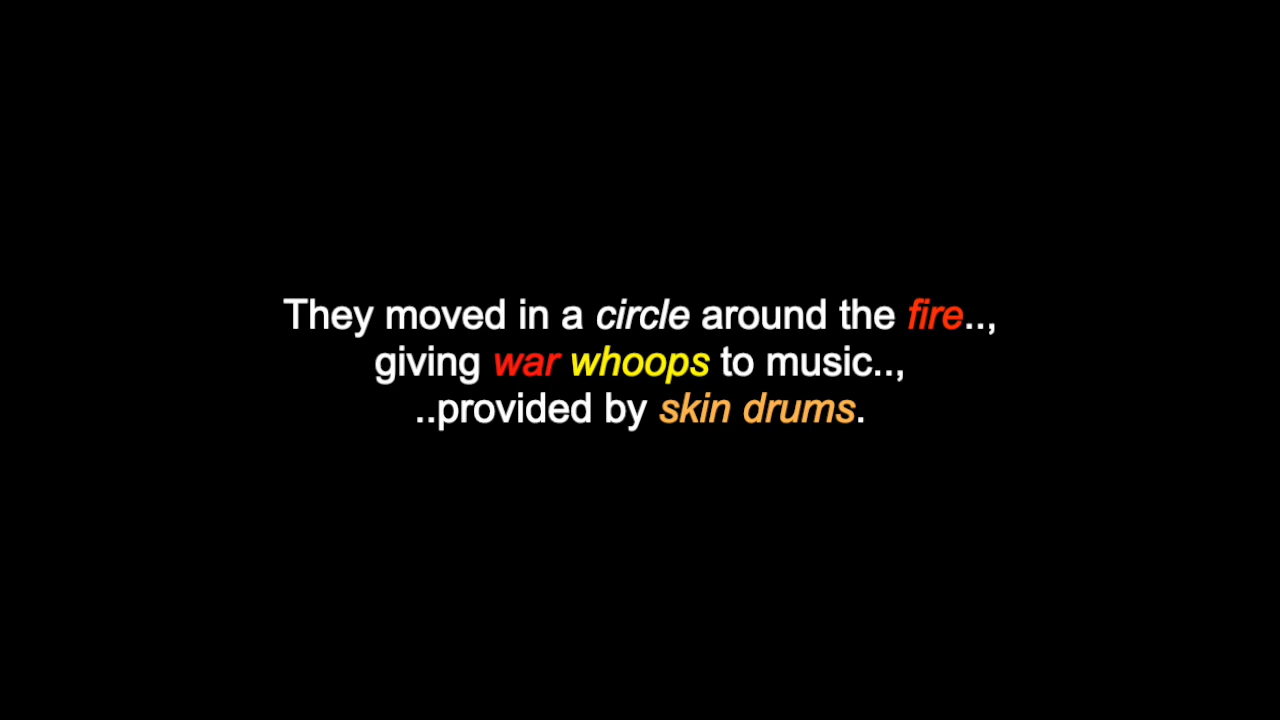 They moved in a circle around the fire..,
giving war whoops to music..,
..provided by skin drums.